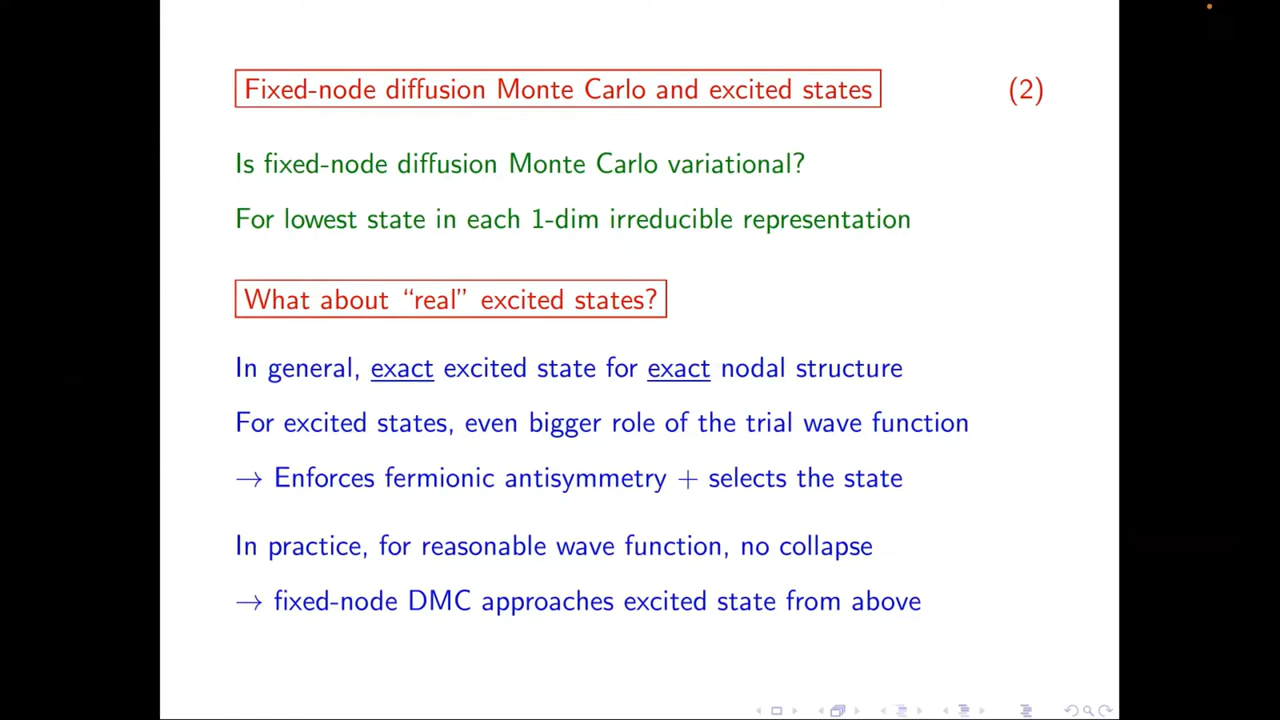 Fixed-node diffusion Monte Carlo and excited states (2)
Is fixed-node diffusion Monte Carlo variational?
For lowest state in each 1-dim irreducible representation
What about “real” excited states?
In general, exact excited state for exact nodal structure
For excited states, even bigger role of the trial wave function
→ Enforces fermionic antisymmetry + selects the state
In practice, for reasonable wave function, no collapse
→ fixed-node DMC approaches excited state from above